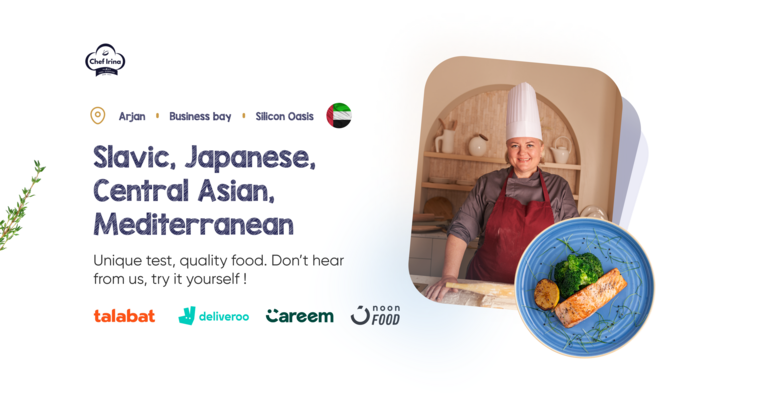 Chef Irina
Arjan
Business bay
Silicon Oasis
Slavic, Japanese,
Central Asian,
Mediterranean
Unique test, quality food. Don't hear
from us, try it yourself !
talabat
deliveroo
Careem
noon
FOOD